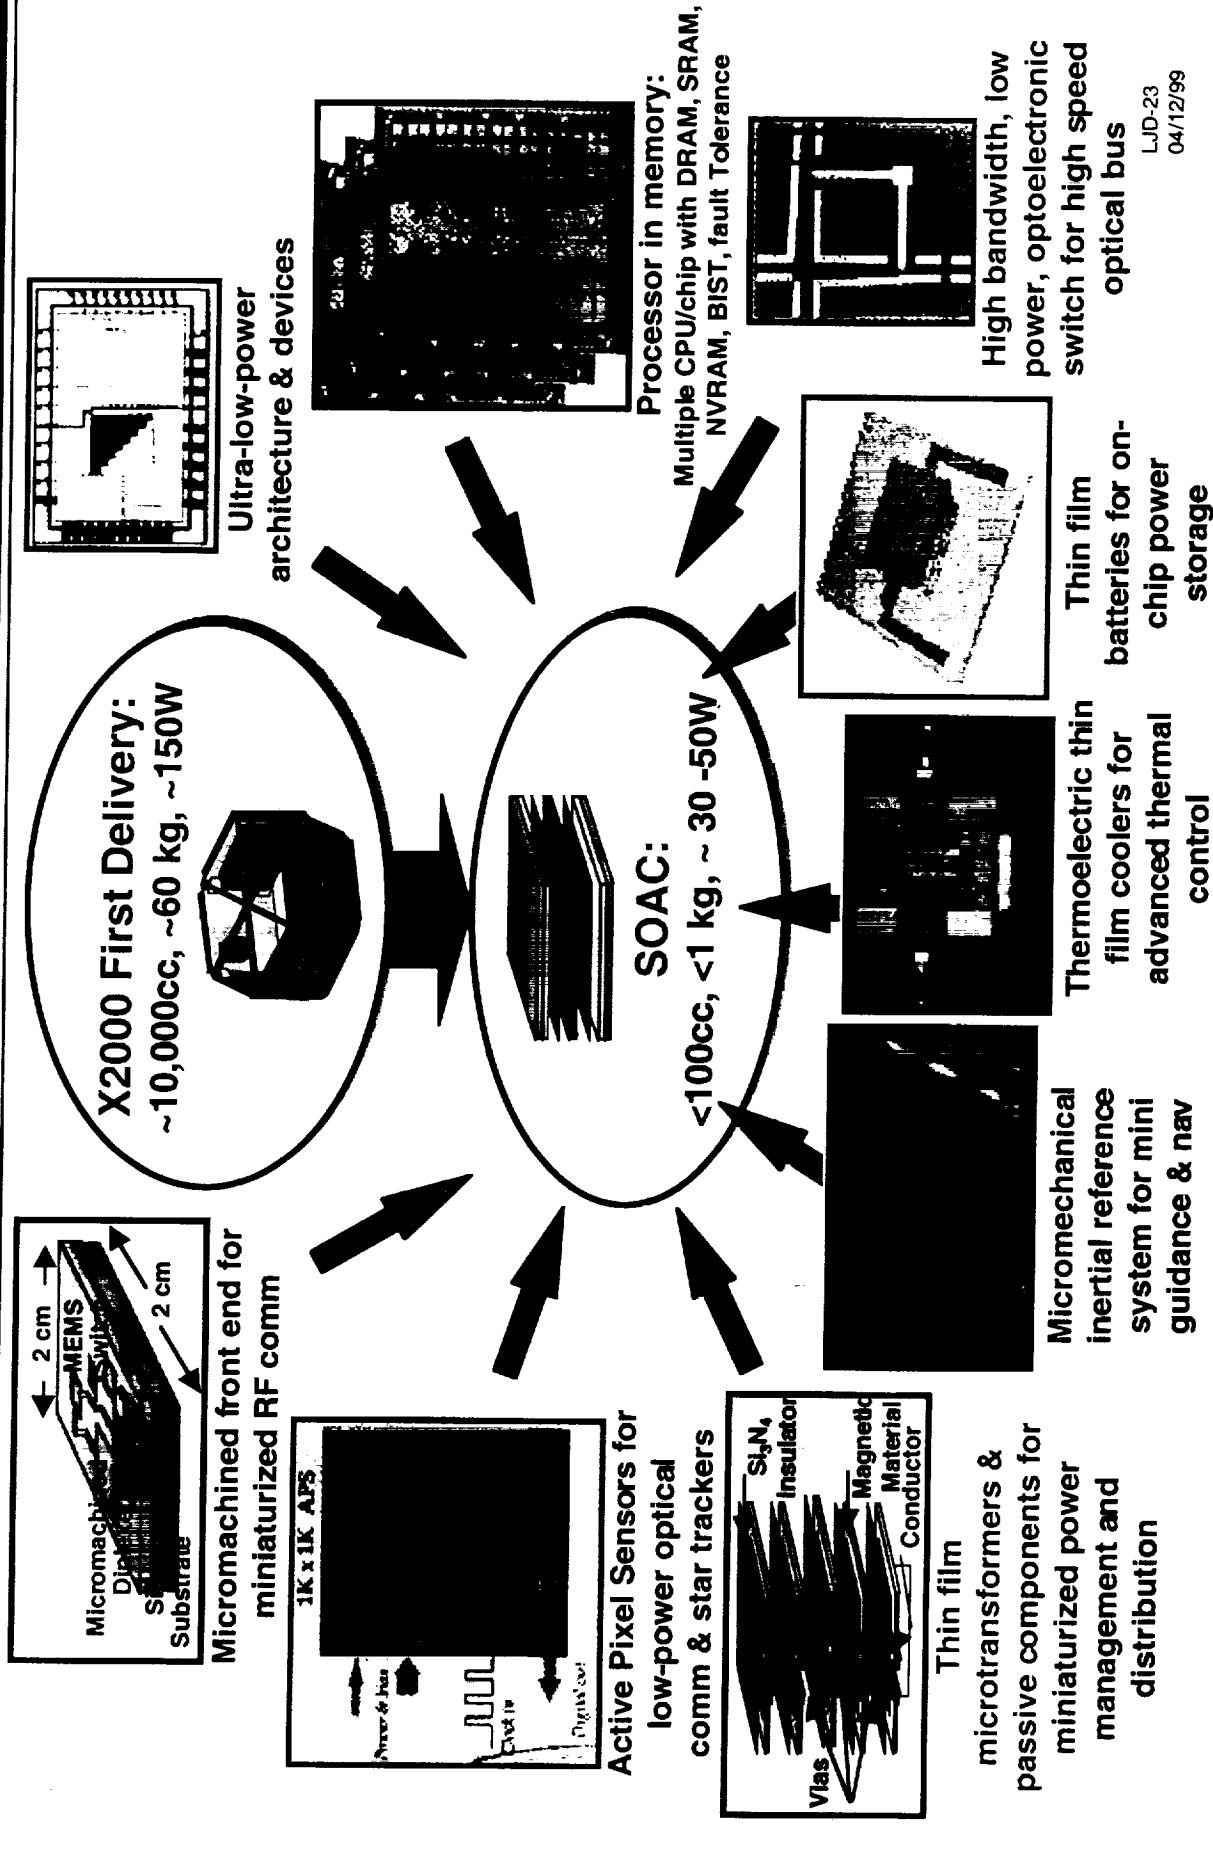 2 cm
MEMS
2 cm
Substrate
Micromachined front end for
miniaturized RF comm
X2000 First Delivery:
~10,000cc, ~60 kg, ~150W
Ultra-low-power
architecture & devices
1K x 1K APS
Clock in
Active Pixel Sensors for
low-power optical
comm & star trackers
SOAC:
<100cc, <1 kg, ~ 30 -50W
Processor in memory:
Multiple CPU/chip with DRAM, SRAM,
NVRAM, BIST, fault Tolerance
Vias
Si3N4
Insulator
Magnetic
Material
Conductor
Thin film
microtransformers &
passive components for
miniaturized power
management and
distribution
Micromechanical
inertial reference
system for mini
guidance & nav
Thermoelectric thin
film coolers for
advanced thermal
control
Thin film
batteries for on-
chip power
storage
High bandwidth, low
power, optoelectronic
switch for high speed
optical bus
LJD-23
04/12/99